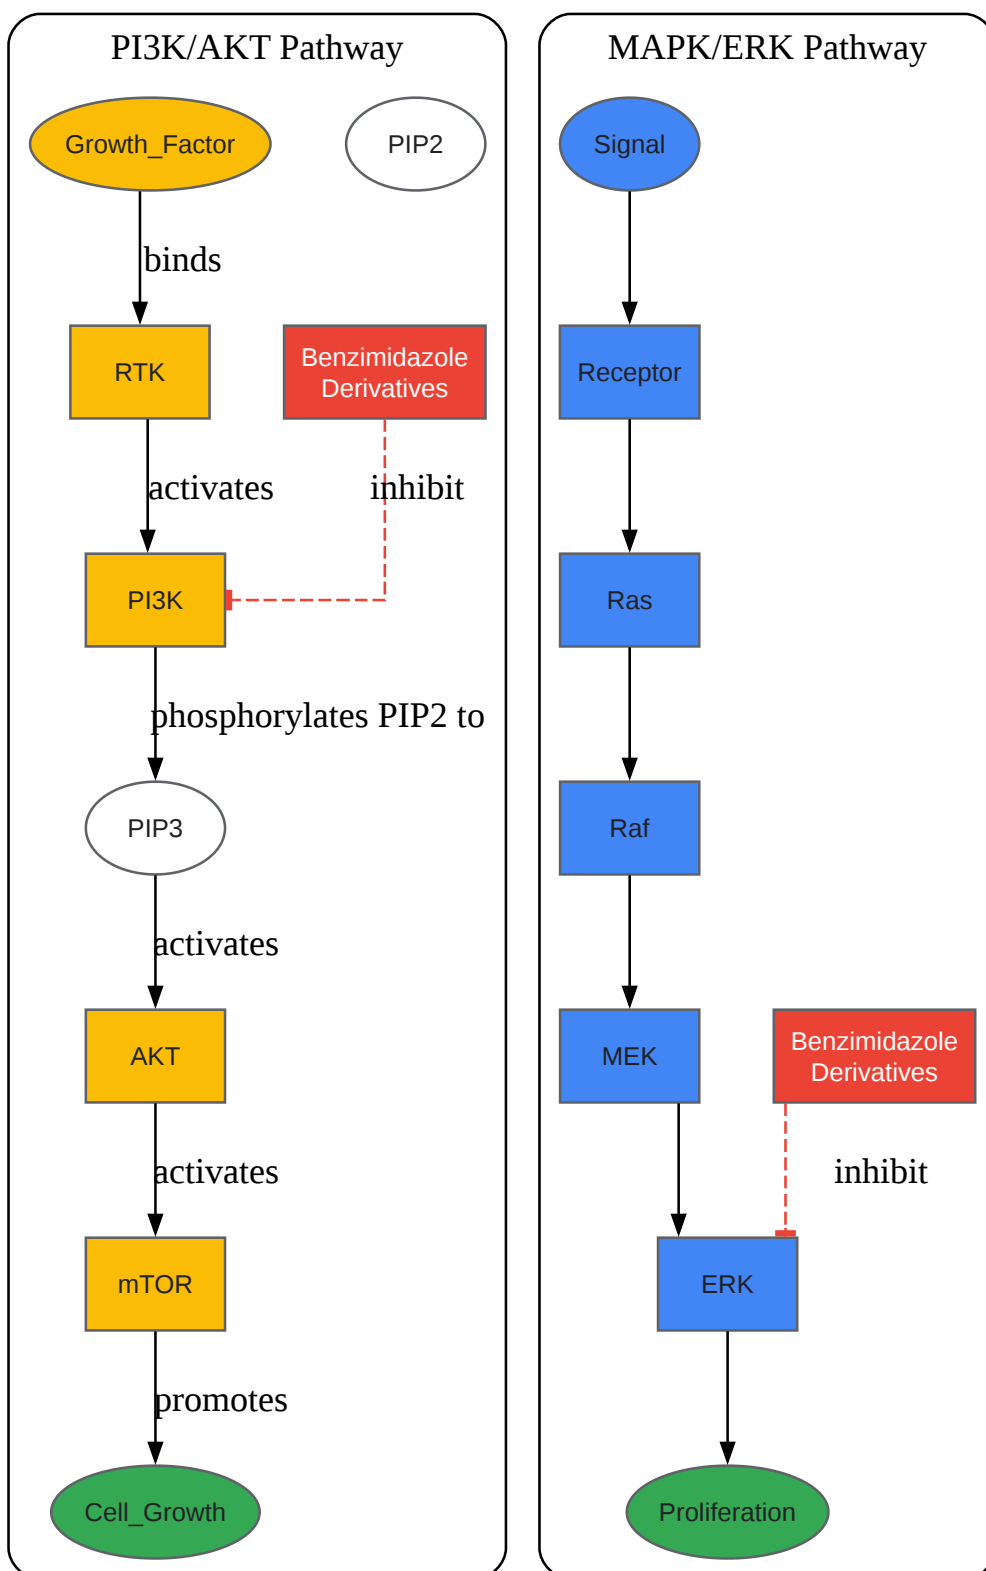 PI3K/AKT Pathway
Growth_Factor
PIP2
binds
RTK
Benzimidazole
Derivatives
activates
inhibit
PI3K
phosphorylates PIP2 to
PIP3
activates
AKT
activates
mTOR
promotes
Cell_Growth
MAPK/ERK Pathway
Signal
Receptor
Ras
Raf
MEK
Benzimidazole
Derivatives
inhibit
ERK
Proliferation